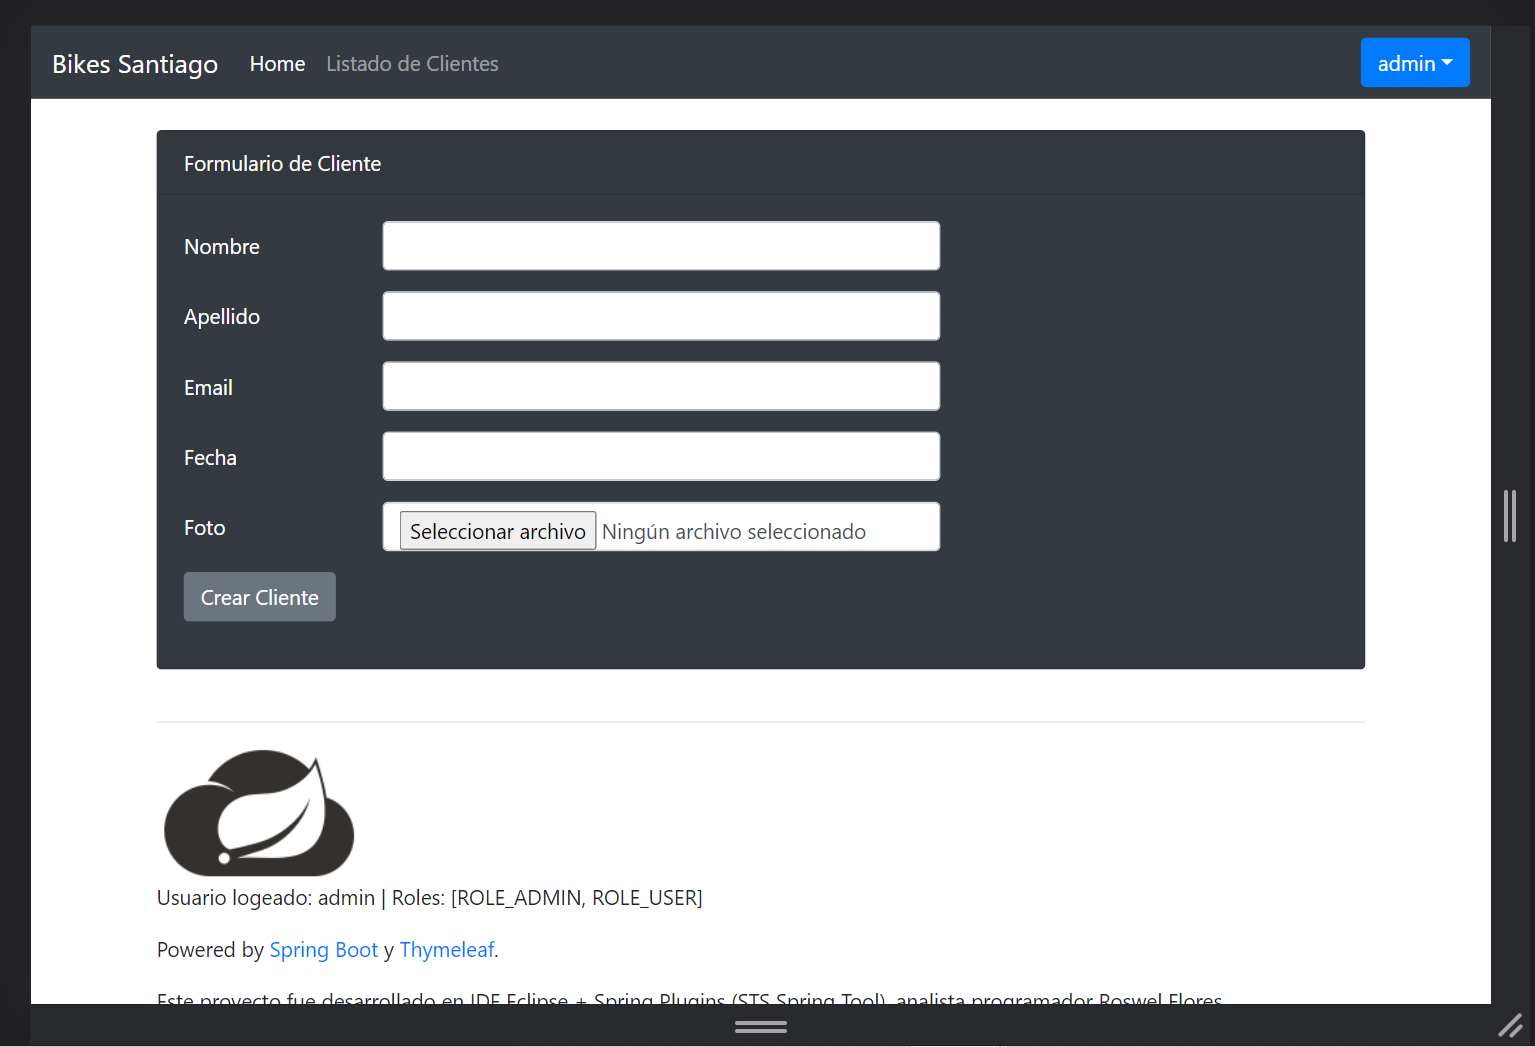 Bikes Santiago Home Listado de Clientes admin
Formulario de Cliente
Nombre
Apellido
Email
Fecha
Foto Seleccionar archivo Ningún archivo seleccionado
Crear Cliente
Usuario logeado: admin | Roles: [ROLE_ADMIN, ROLE_USER]
Powered by Spring Boot y Thymeleaf.
Este proyecto fue desarrollado en IDE Eclipse + Spring Plugins (STS Spring Tool), analista programador Roswel Flores